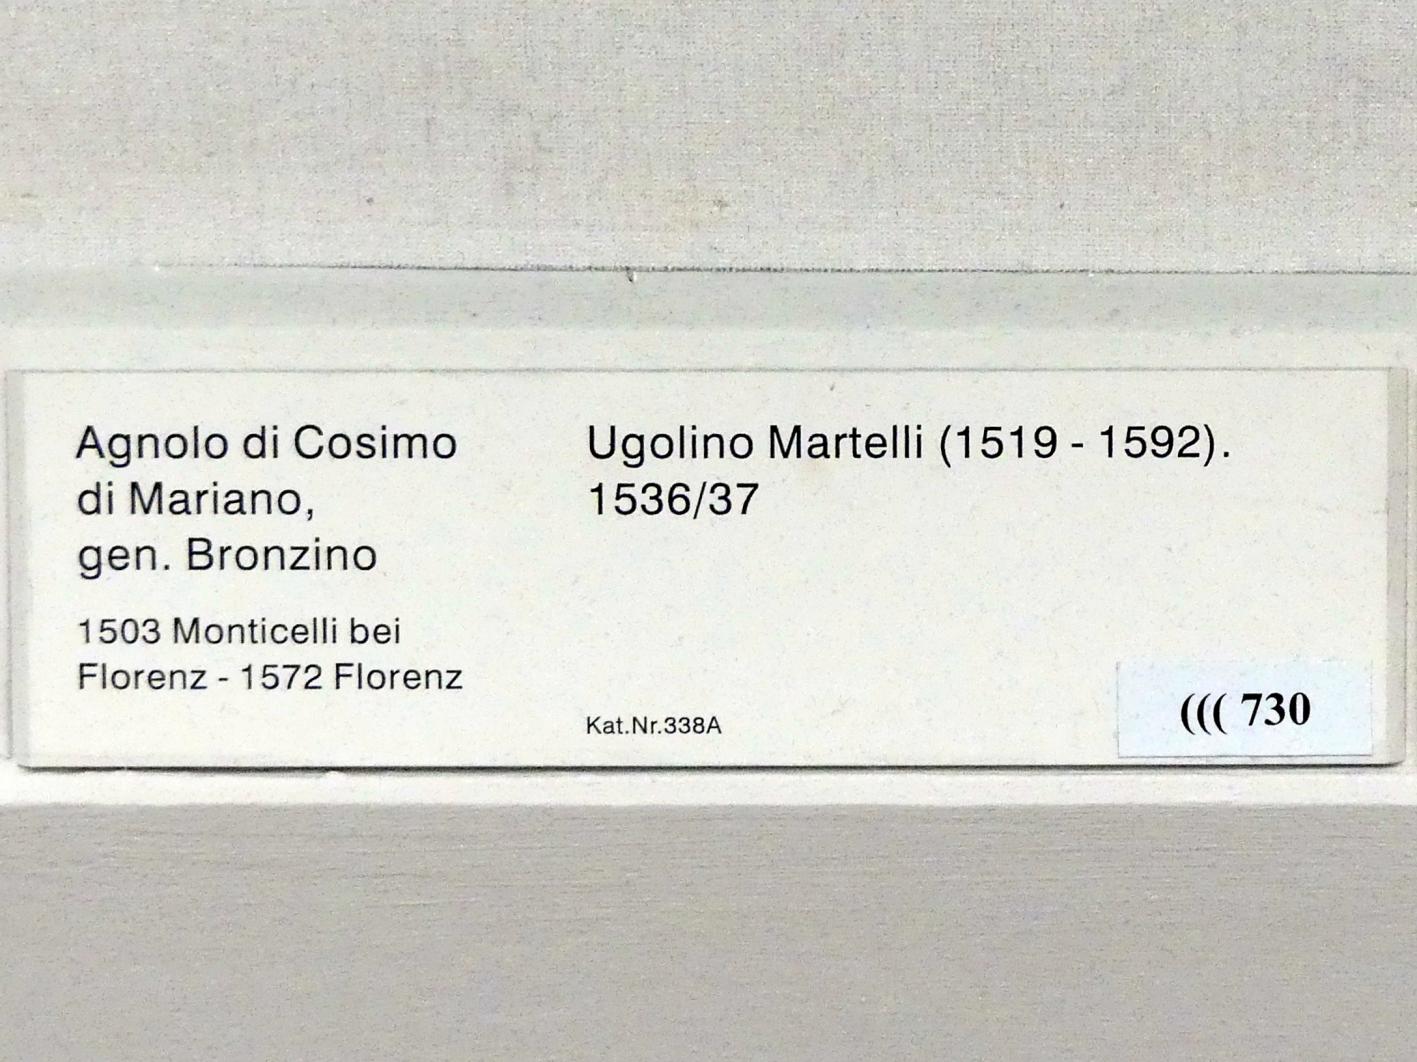 Agnolo di Cosimo
di Mariano,
gen. Bronzino
1503 Monticelli bei
Florenz - 1572 Florenz
Ugolino Martelli (1519 - 1592).
1536/37
Kat.Nr.338A
((( 730